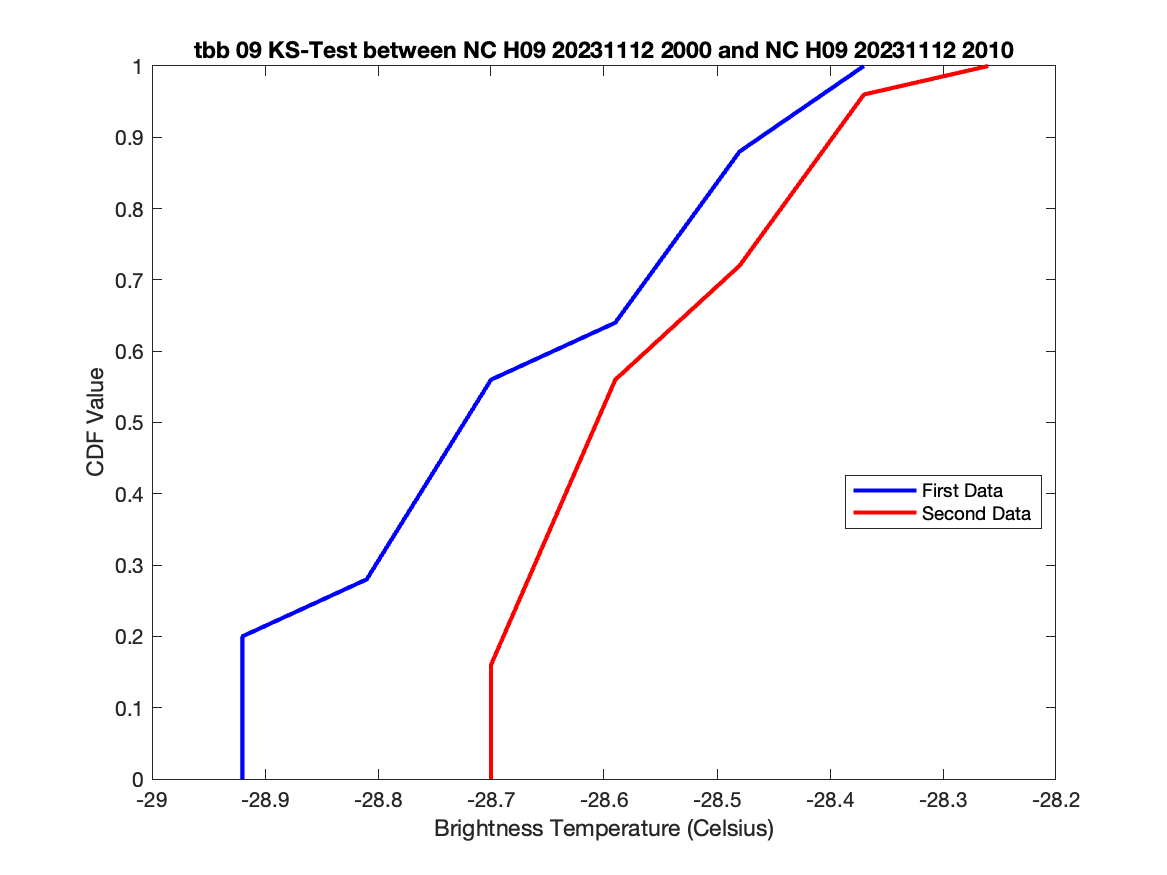 tbb 09 KS-Test between NC H09 20231112 2000 and NC H09 20231112 2010
1
0.9
0.8
0.7
0.6
0.5
0.4
0.3
0.2
0.1
0
CDF Value
First Data
Second Data
-29 -28.9 -28.8 -28.7 -28.6 -28.5 -28.4 -28.3 -28.2
Brightness Temperature (Celsius)